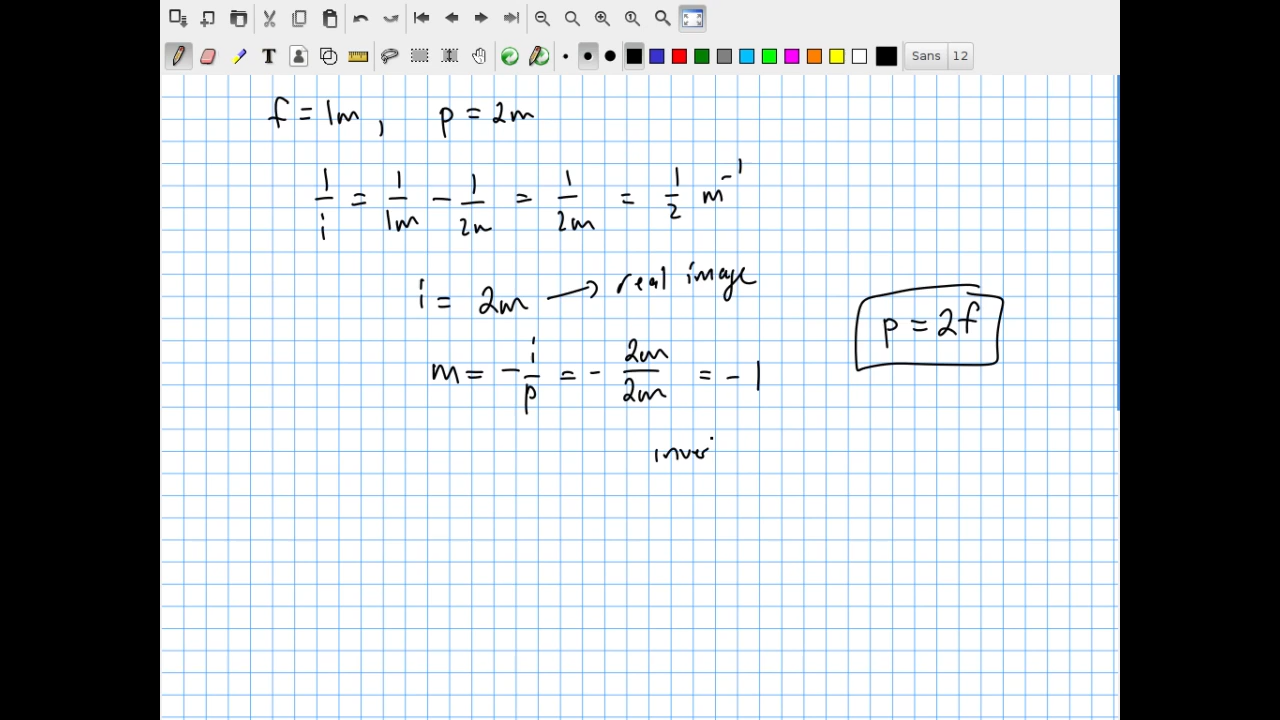 Sans 12
f = 1m, p = 2m
1/i = 1/1m - 1/2m = 1/2m = 1/2 m⁻¹
i = 2m → real image
p = 2f
m = - i/p = - 2m/2m = - 1
inver